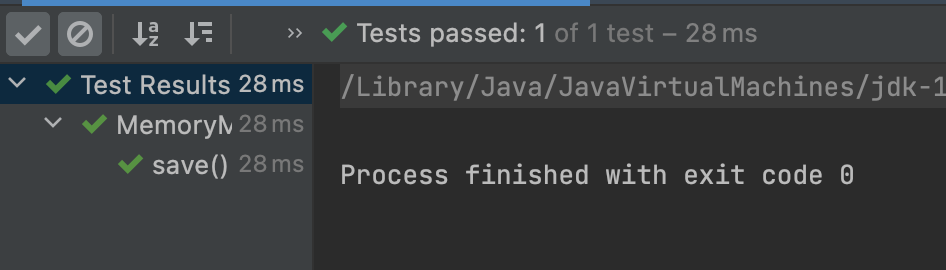 Tests passed: 1 of 1 test – 28 ms
Test Results 28 ms
/Library/Java/JavaVirtualMachines/jdk-1
MemoryM 28 ms
save() 28 ms
Process finished with exit code 0